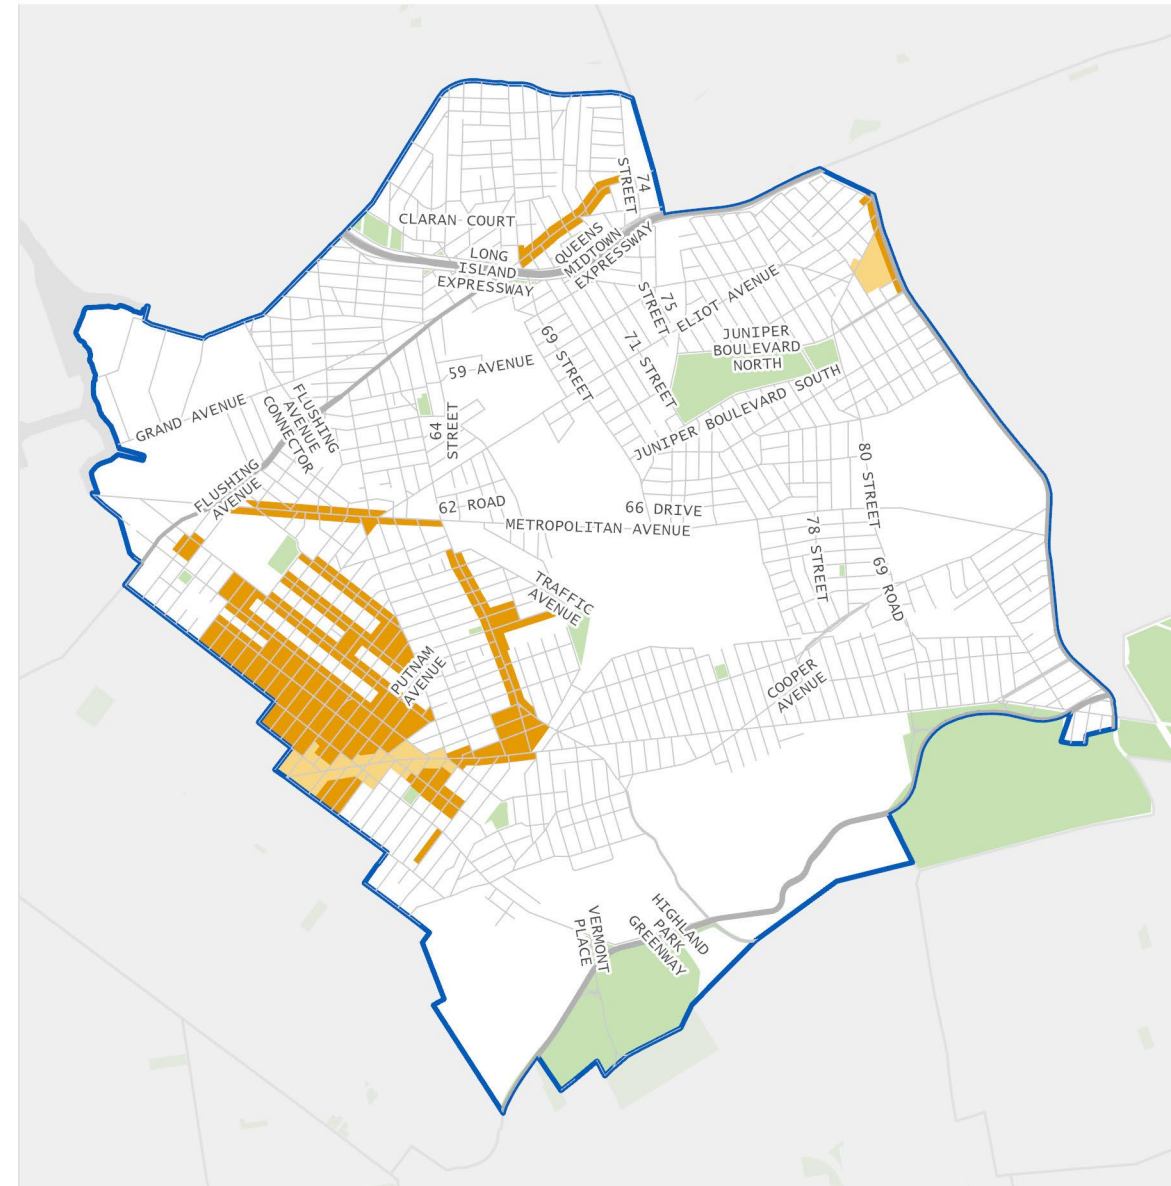 74
STREET
CLARAN COURT
QUEENS
MIDTOWN
EXPRESSWAY
LONG
ISLAND
EXPRESSWAY
75
STREET
ELIOT AVENUE
JUNIPER
BOULEVARD
NORTH
69 STREET
71 STREET
59 AVENUE
JUNIPER BOULEVARD SOUTH
GRAND AVENUE
FLUSHING
AVENUE
CONNECTOR
64
STREET
80 STREET
FLUSHING
AVENUE
62 ROAD
66 DRIVE
METROPOLITAN AVENUE
78 STREET
69 ROAD
TRAFFIC
AVENUE
PUTNAM
AVENUE
COOPER
AVENUE
VERMONT
PLACE
HIGHLAND
PARK
GREENWAY